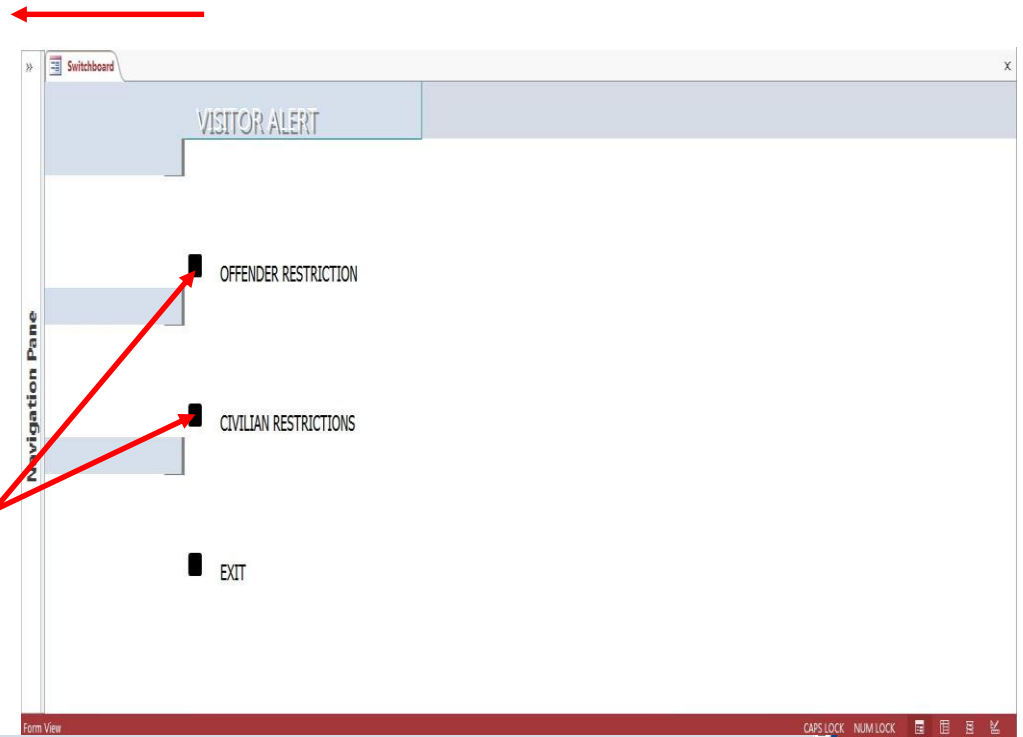 » Switchboard x
VISITOR ALERT
OFFENDER RESTRICTION
Navigation Pane
CIVILIAN RESTRICTIONS
EXIT
Form View CAPS LOCK NUM LOCK